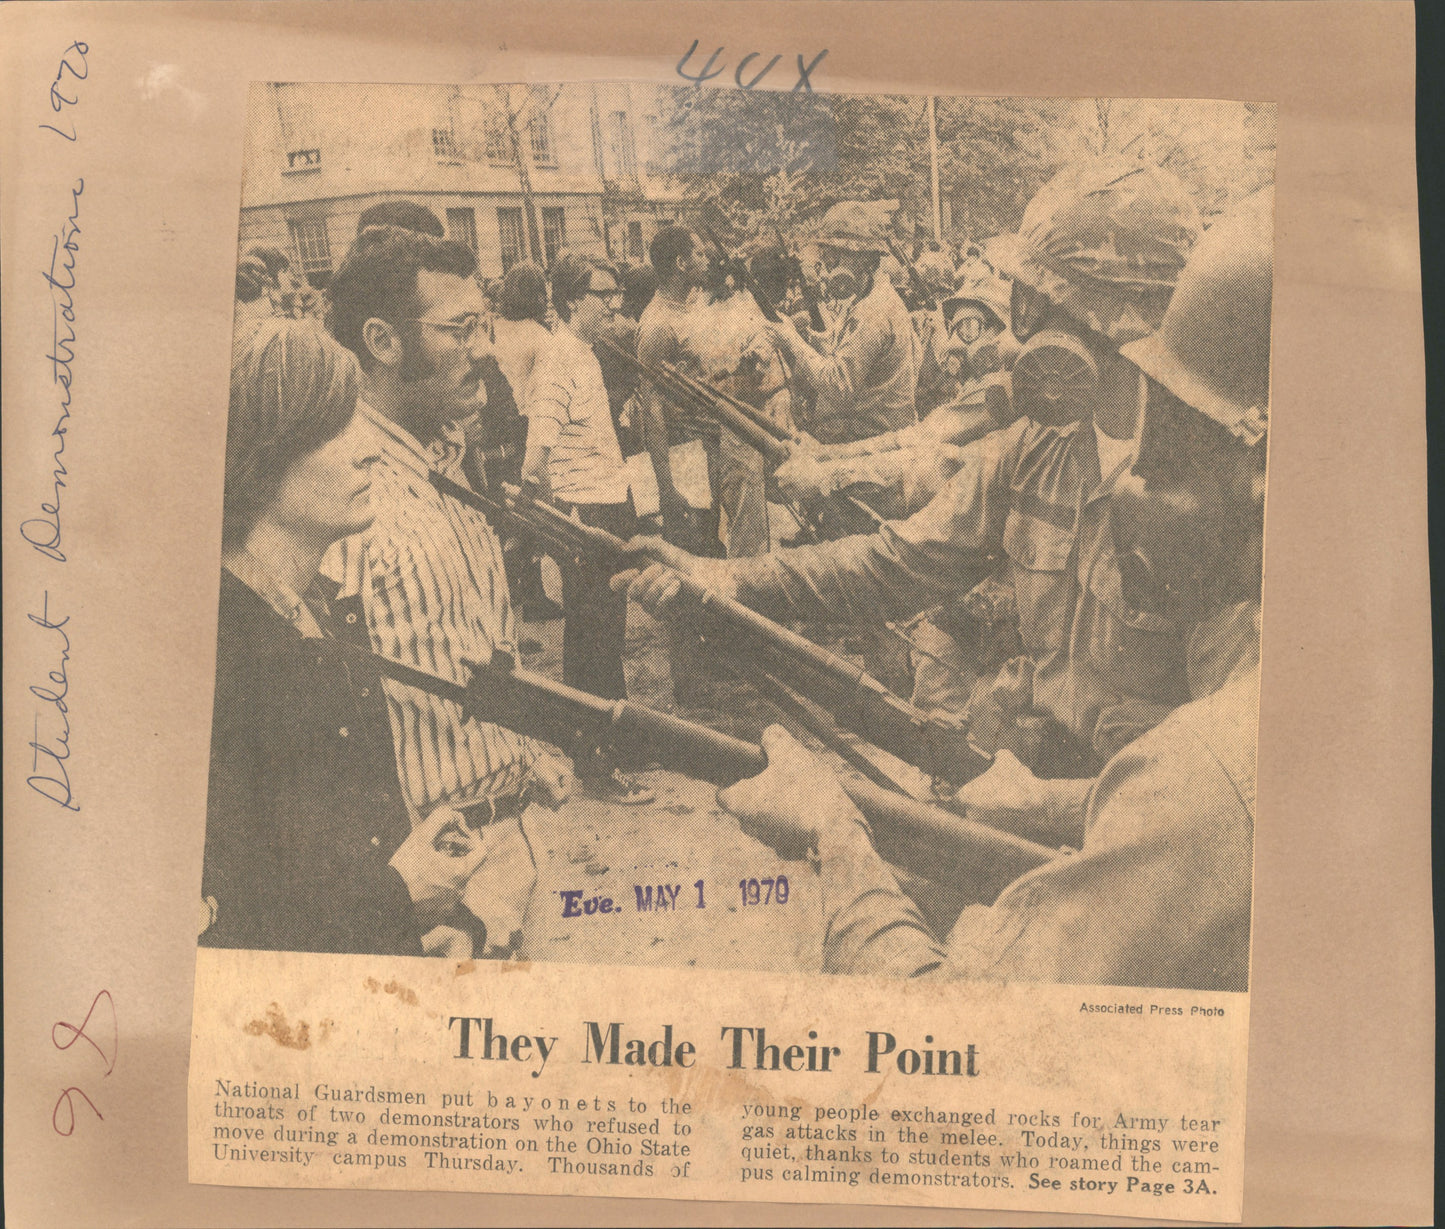 4UX
Student Demonstrations 1970
Eve. MAY 1 1970
Associated Press Photo
They Made Their Point
National Guardsmen put bayonets to the
throats of two demonstrators who refused to
move during a demonstration on the Ohio State
University campus Thursday. Thousands of
young people exchanged rocks for Army tear
gas attacks in the melee. Today, things were
quiet, thanks to students who roamed the cam-
pus calming demonstrators. See story Page 3A.